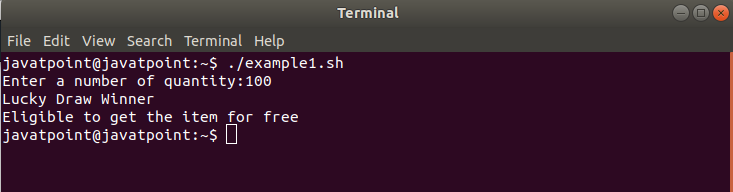 Terminal
File Edit View Search Terminal Help
javatpoint@javatpoint:~$ ./example1.sh
Enter a number of quantity:100
Lucky Draw Winner
Eligible to get the item for free
javatpoint@javatpoint:~$